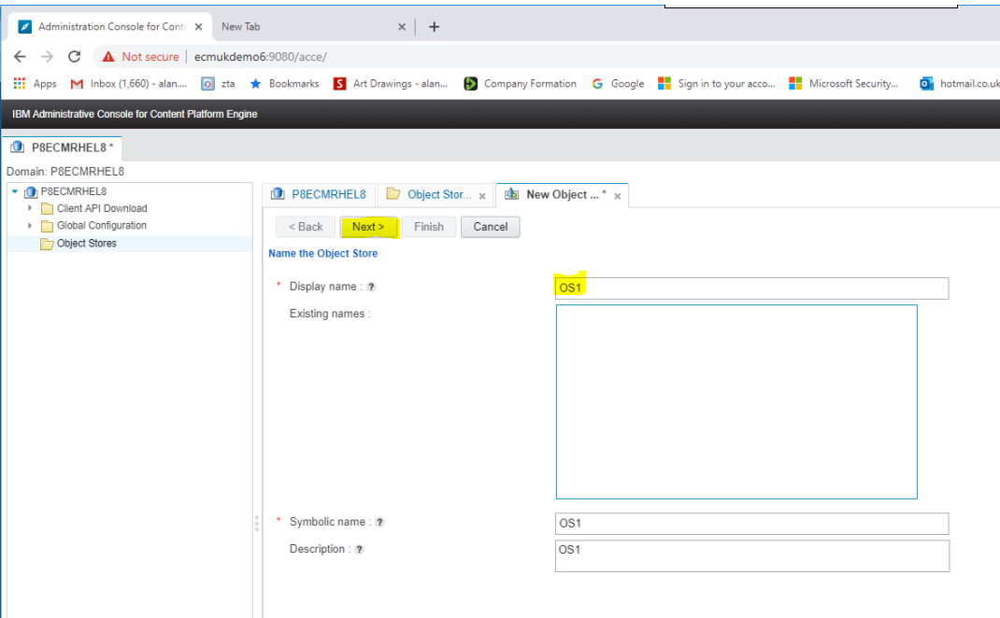 Administration Console for Conte
New Tab
Not secure ecmukdemo6:9080/acce/
Apps Inbox (1,660) - alan.... zta Bookmarks Art Drawings - alan... Company Formation Google Sign in to your acco... Microsoft Security... hotmail.co.uk
IBM Administrative Console for Content Platform Engine
P8ECMRHEL8 *
Domain: P8ECMRHEL8
P8ECMRHEL8
Client API Download
Global Configuration
Object Stores
P8ECMRHEL8 Object Stor... x New Object ... * x
< Back Next > Finish Cancel
Name the Object Store
* Display name : ? OS1
Existing names :
* Symbolic name : ? OS1
Description : ? OS1